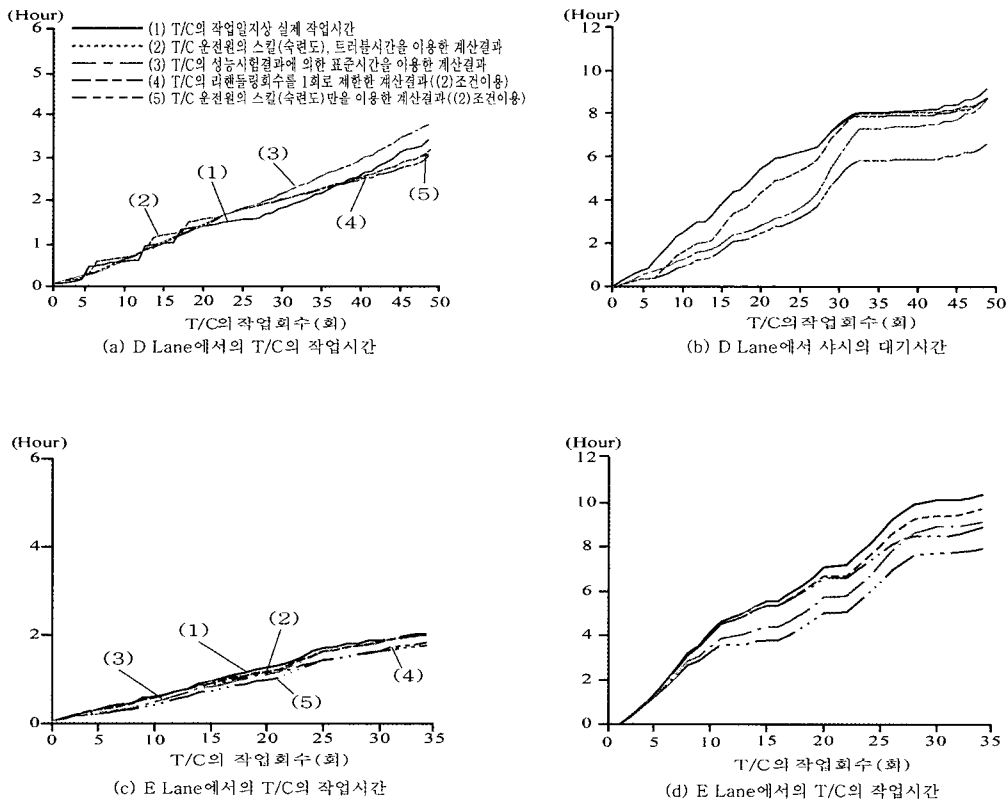 (Hour)
6
5
4
3
2
1
0
(1) T/C의 작업일지상 실제 작업시간
(2) T/C 운전원의 스킬(숙련도), 트러블시간을 이용한 계산결과
(3) T/C의 성능시험결과에 의한 표준시간을 이용한 계산결과
(4) T/C의 리핸들링회수를 1회로 제한한 계산결과((2)조건이용)
(5) T/C 운전원의 스킬(숙련도)만을 이용한 계산결과((2)조건이용)
(3)
(1)
(2)
(5)
(4)
0 5 10 15 20 25 30 35 40 45 50
T/C의 작업회수(회)
(a) D Lane에서의 T/C의 작업시간
(Hour)
12
10
8
6
4
2
0
0 5 10 15 20 25 30 35 40 45 50
T/C의 작업회수(회)
(b) D Lane에서 샤시의 대기시간
(Hour)
6
4
2
0
(1)
(2)
(3)
(4)
(5)
0 5 10 15 20 25 30 35
T/C의 작업회수(회)
(c) E Lane에서의 T/C의 작업시간
(Hour)
12
10
8
6
4
2
0
0 5 10 15 20 25 30 35
T/C의 작업회수(회)
(d) E Lane에서의 T/C의 작업시간